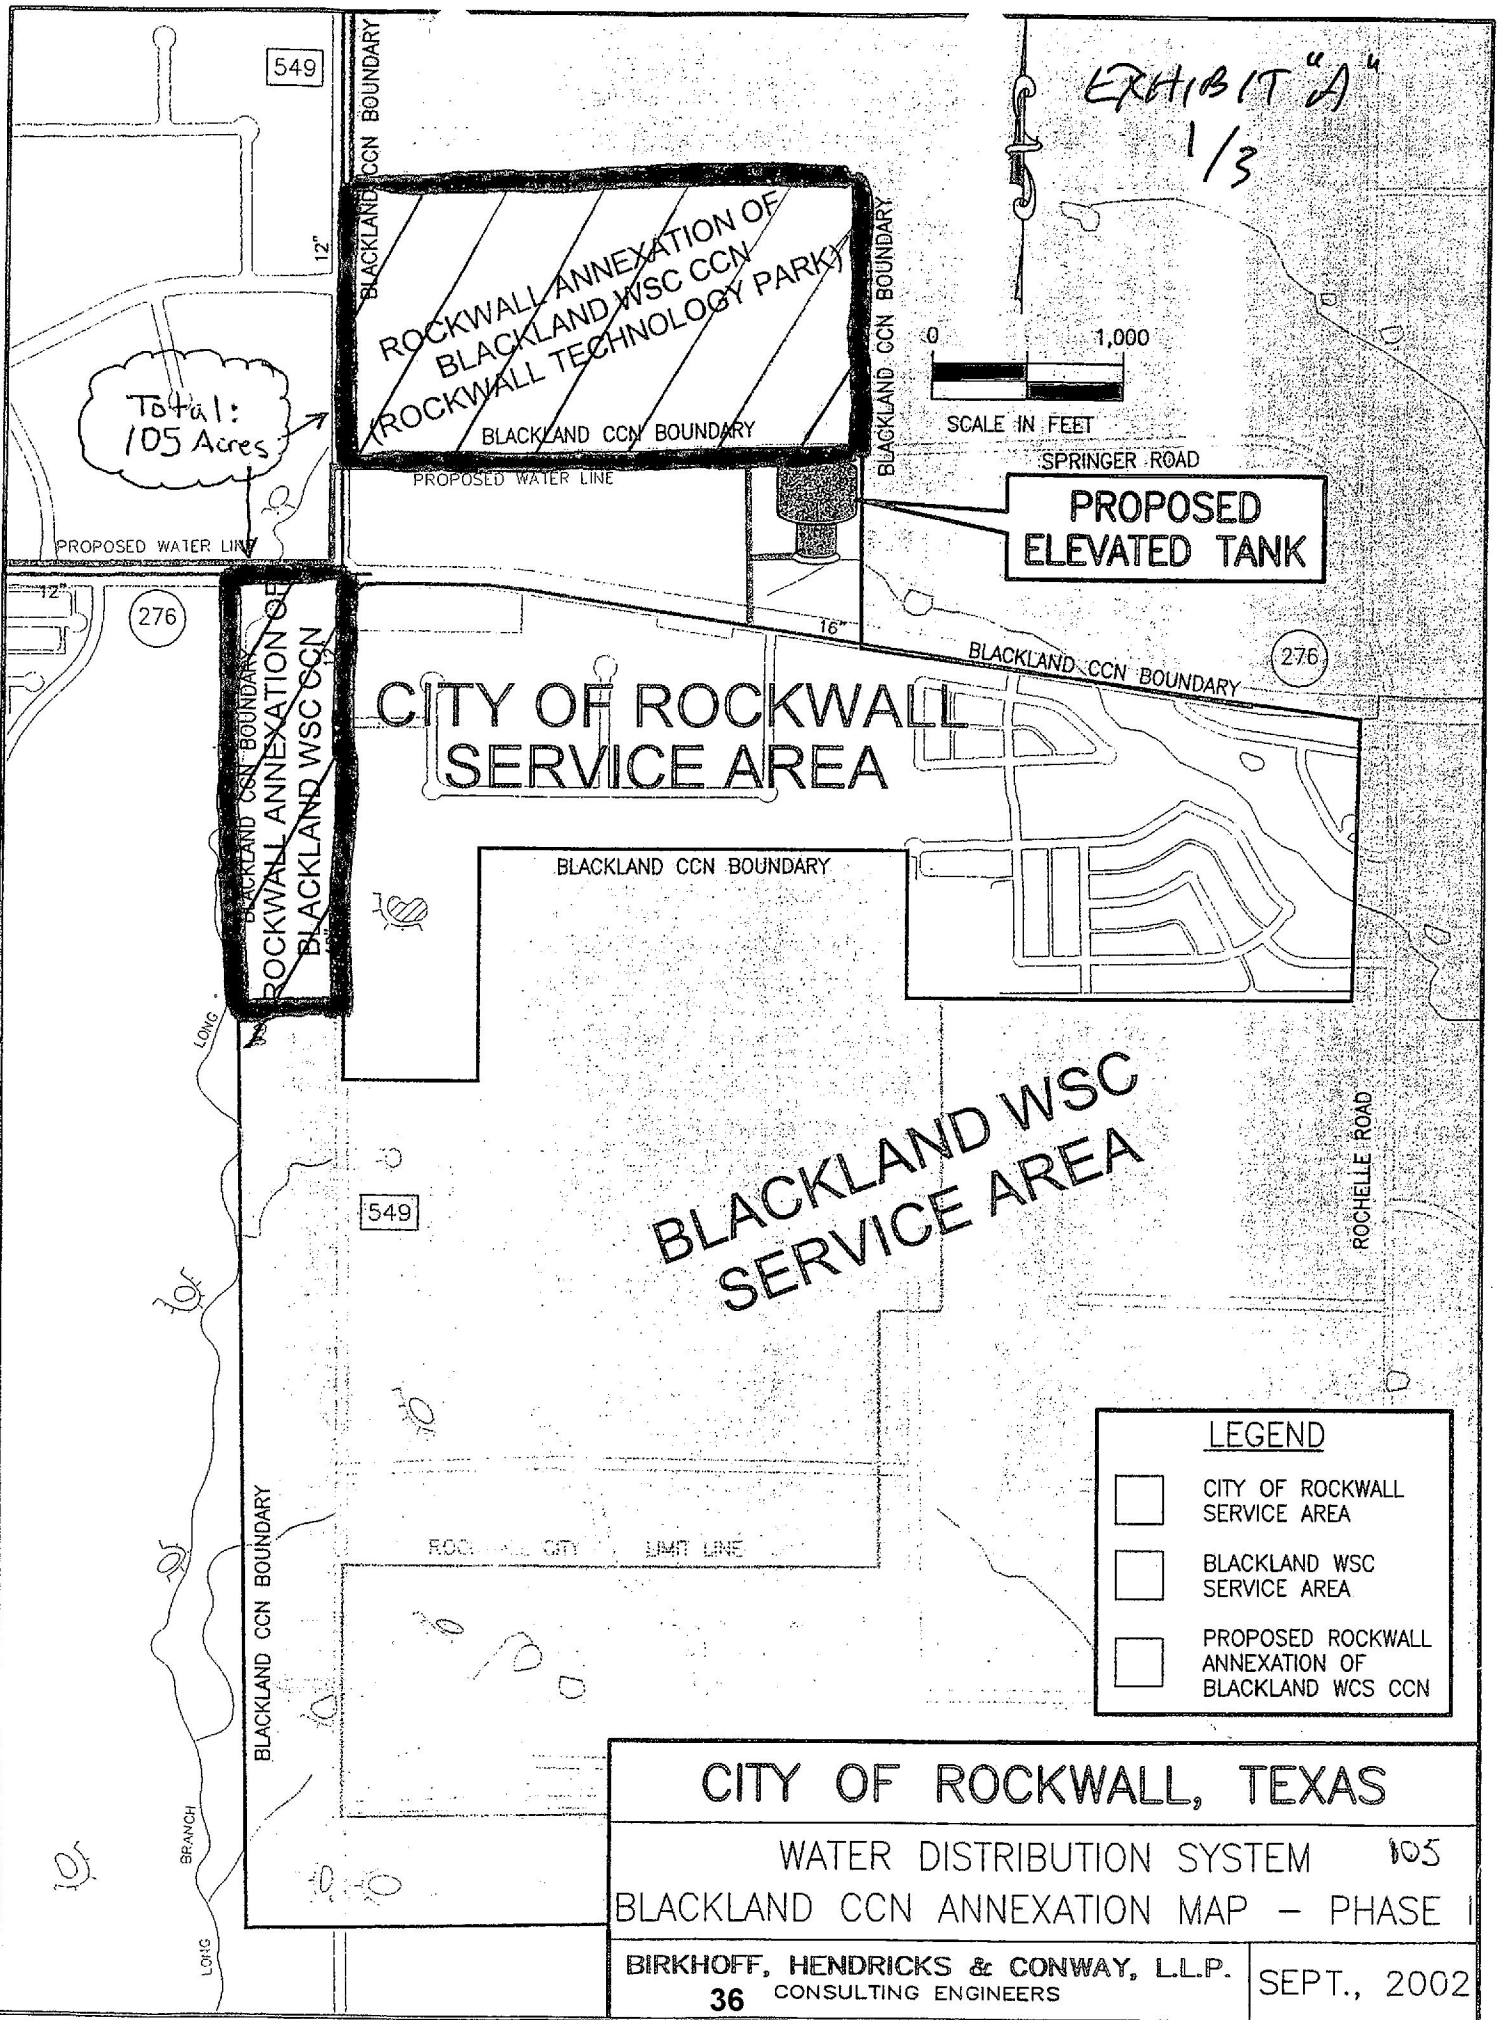 EXHIBIT "A"
1/3
549
BLACKLAND CCN BOUNDARY
12"
ROCKWALL ANNEXATION OF
BLACKLAND WSC CCN
(ROCKWALL TECHNOLOGY PARK)
BLACKLAND CCN BOUNDARY
BLACKLAND CCN BOUNDARY
0 1,000
SCALE IN FEET
Total:
105 Acres
SPRINGER ROAD
PROPOSED WATER LINE
PROPOSED
ELEVATED TANK
PROPOSED WATER LINE
12"
276
16"
BLACKLAND CCN BOUNDARY
276
BLACKLAND CCN BOUNDARY
ROCKWALL ANNEXATION OF
BLACKLAND WSC CCN
12"
CITY OF ROCKWALL
SERVICE AREA
BLACKLAND CCN BOUNDARY
LONG
BLACKLAND WSC
SERVICE AREA
ROCHELLE ROAD
549
BLACKLAND CCN BOUNDARY
CITY LIMIT LINE
LEGEND
CITY OF ROCKWALL
SERVICE AREA
BLACKLAND WSC
SERVICE AREA
PROPOSED ROCKWALL
ANNEXATION OF
BLACKLAND WCS CCN
BRANCH
LONG
CITY OF ROCKWALL, TEXAS
WATER DISTRIBUTION SYSTEM 105
BLACKLAND CCN ANNEXATION MAP – PHASE I
BIRKHOFF, HENDRICKS & CONWAY, L.L.P.
CONSULTING ENGINEERS
36
SEPT., 2002